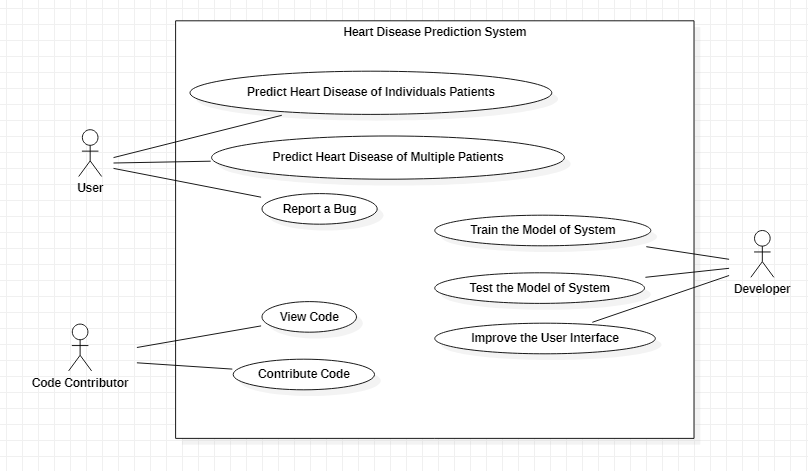 Heart Disease Prediction System
Predict Heart Disease of Individuals Patients
Predict Heart Disease of Multiple Patients
User
Report a Bug
Train the Model of System
Test the Model of System
Developer
View Code
Improve the User Interface
Contribute Code
Code Contributor